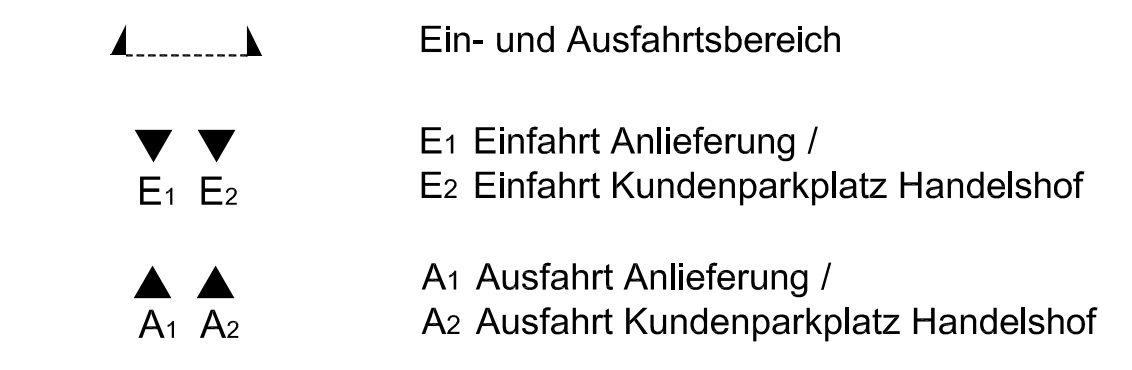 Ein- und Ausfahrtsbereich
E1 Einfahrt Anlieferung /
E1 E2 E2 Einfahrt Kundenparkplatz Handelshof
A1 Ausfahrt Anlieferung /
A1 A2 A2 Ausfahrt Kundenparkplatz Handelshof